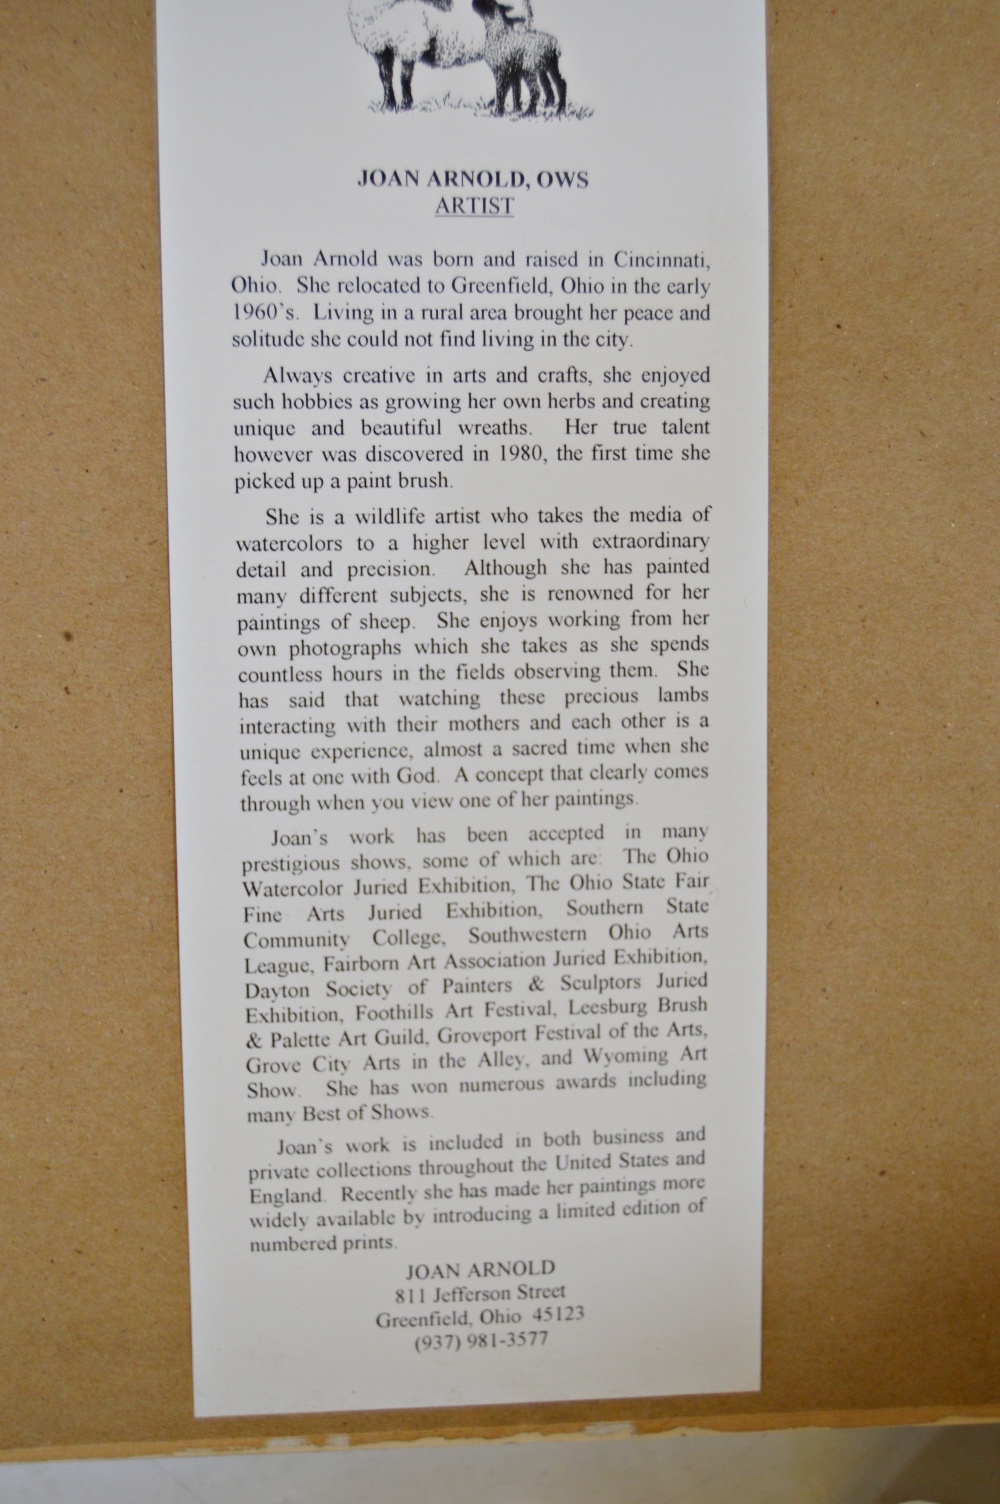 JOAN ARNOLD, OWS
ARTIST
Joan Arnold was born and raised in Cincinnati,
Ohio. She relocated to Greenfield, Ohio in the early
1960's. Living in a rural area brought her peace and
solitude she could not find living in the city.
Always creative in arts and crafts, she enjoyed
such hobbies as growing her own herbs and creating
unique and beautiful wreaths. Her true talent
however was discovered in 1980, the first time she
picked up a paint brush.
She is a wildlife artist who takes the media of
watercolors to a higher level with extraordinary
detail and precision. Although she has painted
many different subjects, she is renowned for her
paintings of sheep. She enjoys working from her
own photographs which she takes as she spends
countless hours in the fields observing them. She
has said that watching these precious lambs
interacting with their mothers and each other is a
unique experience, almost a sacred time when she
feels at one with God. A concept that clearly comes
through when you view one of her paintings.
Joan's work has been accepted in many
prestigious shows, some of which are: The Ohio
Watercolor Juried Exhibition, The Ohio State Fair
Fine Arts Juried Exhibition, Southern State
Community College, Southwestern Ohio Arts
League, Fairborn Art Association Juried Exhibition,
Dayton Society of Painters & Sculptors Juried
Exhibition, Foothills Art Festival, Leesburg Brush
& Palette Art Guild, Groveport Festival of the Arts,
Grove City Arts in the Alley, and Wyoming Art
Show. She has won numerous awards including
many Best of Shows.
Joan's work is included in both business and
private collections throughout the United States and
England. Recently she has made her paintings more
widely available by introducing a limited edition of
numbered prints.
JOAN ARNOLD
811 Jefferson Street
Greenfield, Ohio 45123
(937) 981-3577